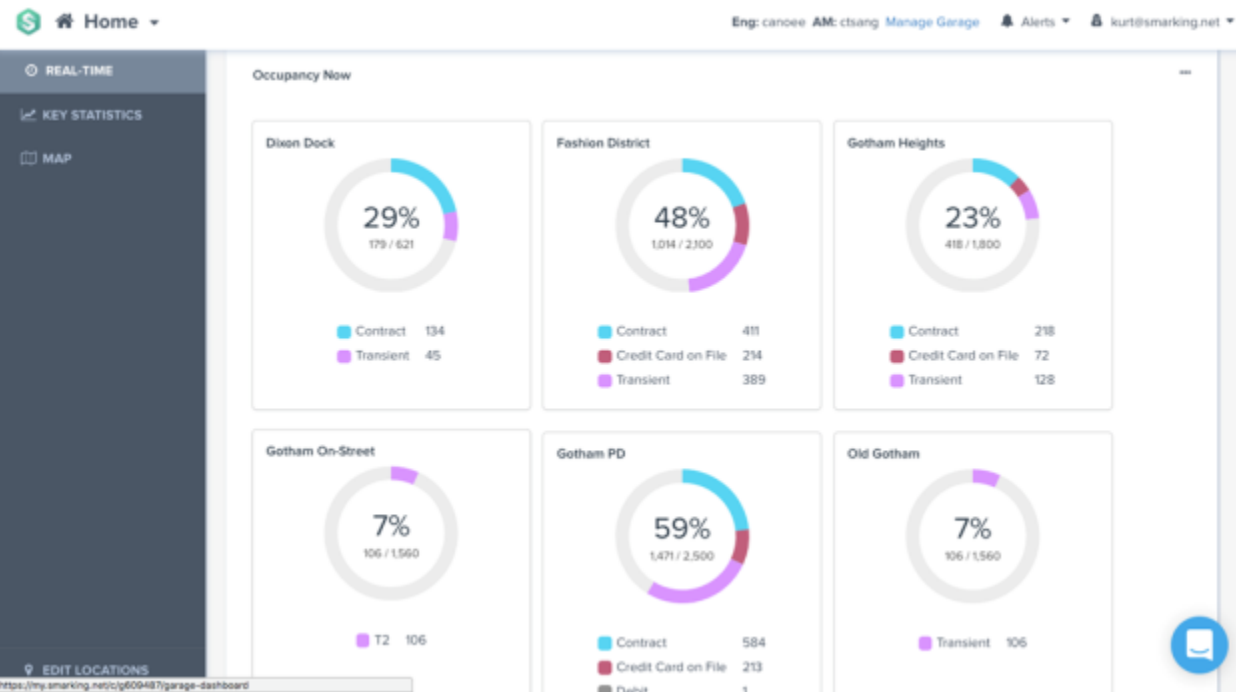 Home
Eng: canoee AM: ctsang Manage Garage Alerts kurt@smarking.net
REAL-TIME
KEY STATISTICS
MAP
Occupancy Now
Dixon Dock
29%
179 / 621
Contract 134
Transient 45
Fashion District
48%
1,014 / 2,100
Contract 411
Credit Card on File 214
Transient 389
Gotham Heights
23%
418 / 1,800
Contract 218
Credit Card on File 72
Transient 128
Gotham On-Street
7%
106 / 1,560
T2 106
Gotham PD
59%
1,471 / 2,500
Contract 584
Credit Card on File 213
Debit 1
Old Gotham
7%
106 / 1,560
Transient 106
EDIT LOCATIONS
https://my.smarking.net/c/g609487/garage-dashboard